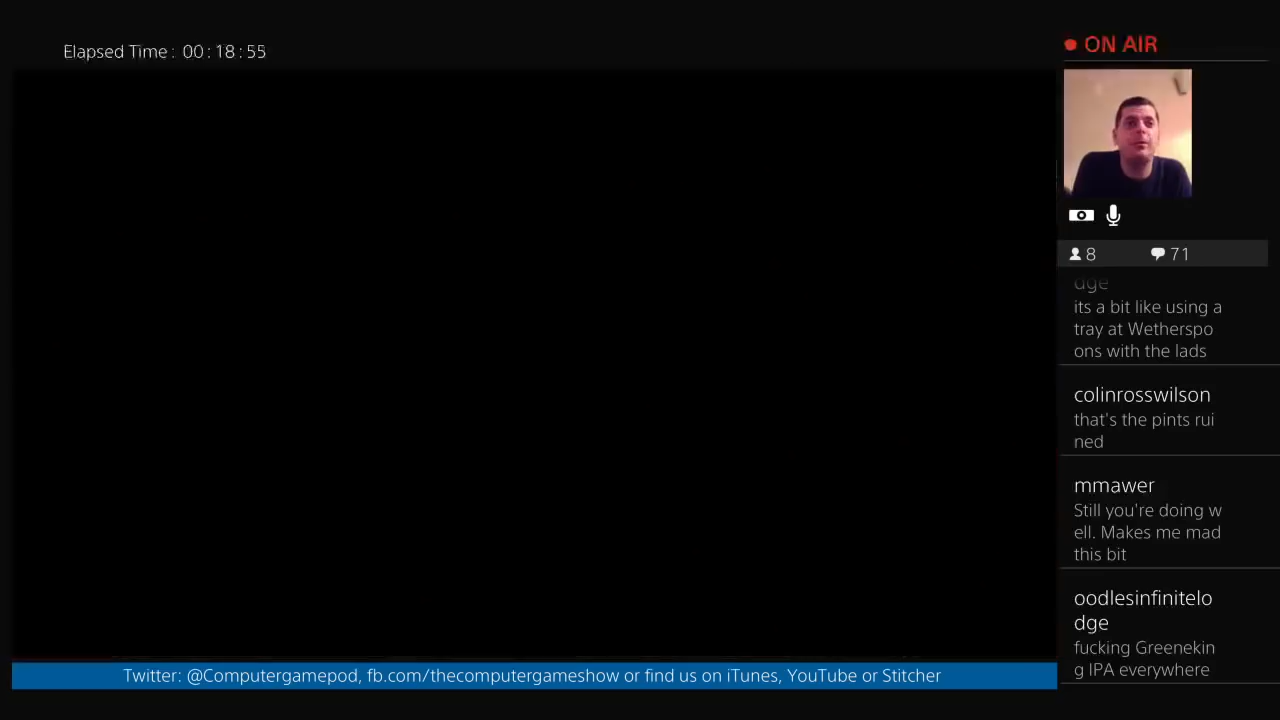 Elapsed Time: 00:18:55
ON AIR
8 71
dge
its a bit like using a
tray at Wetherspo
ons with the lads
colinrosswilson
that's the pints rui
ned
mmawer
Still you're doing w
ell. Makes me mad
this bit
oodlesinfinitelo
dge
fucking Greenekin
g IPA everywhere
Twitter: @Computergamepod, fb.com/thecomputergameshow or find us on iTunes, YouTube or Stitcher